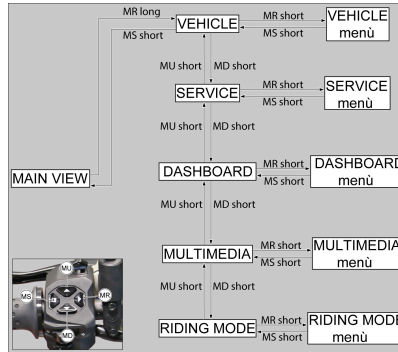 MR long
VEHICLE
MR short
VEHICLE
menù
MS short
MS short
MU short
MD short
SERVICE
MR short
SERVICE
menù
MS short
MU short
MD short
MAIN VIEW
DASHBOARD
MR short
DASHBOARD
menù
MS short
MU short
MD short
MULTIMEDIA
MR short
MULTIMEDIA
menù
MS short
MU short
MD short
RIDING MODE
MR short
RIDING MODE
menù
MS short
MU
MS
MR
MD